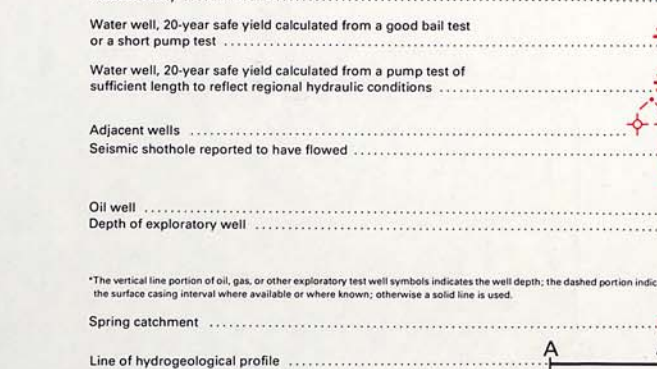 Water well, 20-year safe yield calculated from a good bail test
or a short pump test
Water well, 20-year safe yield calculated from a pump test of
sufficient length to reflect regional hydraulic conditions
Adjacent wells
Seismic shothole reported to have flowed
Oil well
Depth of exploratory well
*The vertical line portion of oil, gas, or other exploratory test well symbols indicates the well depth; the dashed portion indic
the surface casing interval where available or where known; otherwise a solid line is used.
Spring catchment
A
Line of hydrogeological profile